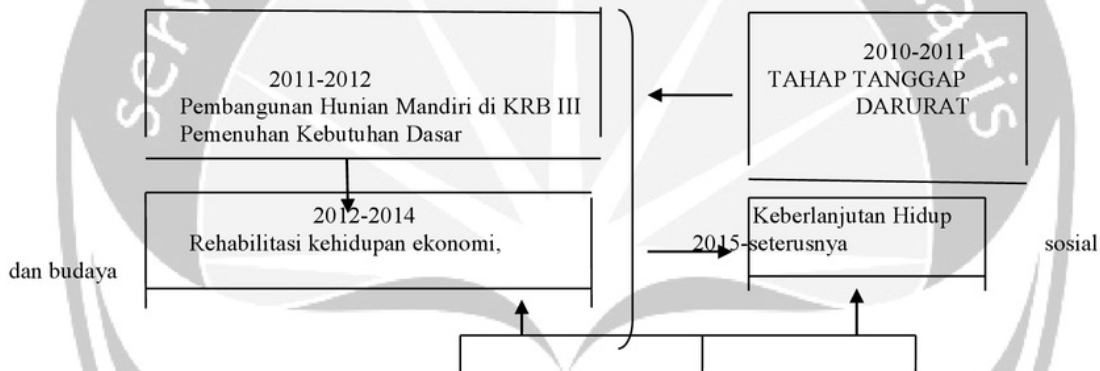 2011-2012
Pembangunan Hunian Mandiri di KRB III
Pemenuhan Kebutuhan Dasar
2010-2011
TAHAP TANGGAP
DARURAT
2012-2014
Rehabilitasi kehidupan ekonomi,
dan budaya
Keberlanjutan Hidup
2015-seterusnya
sosial